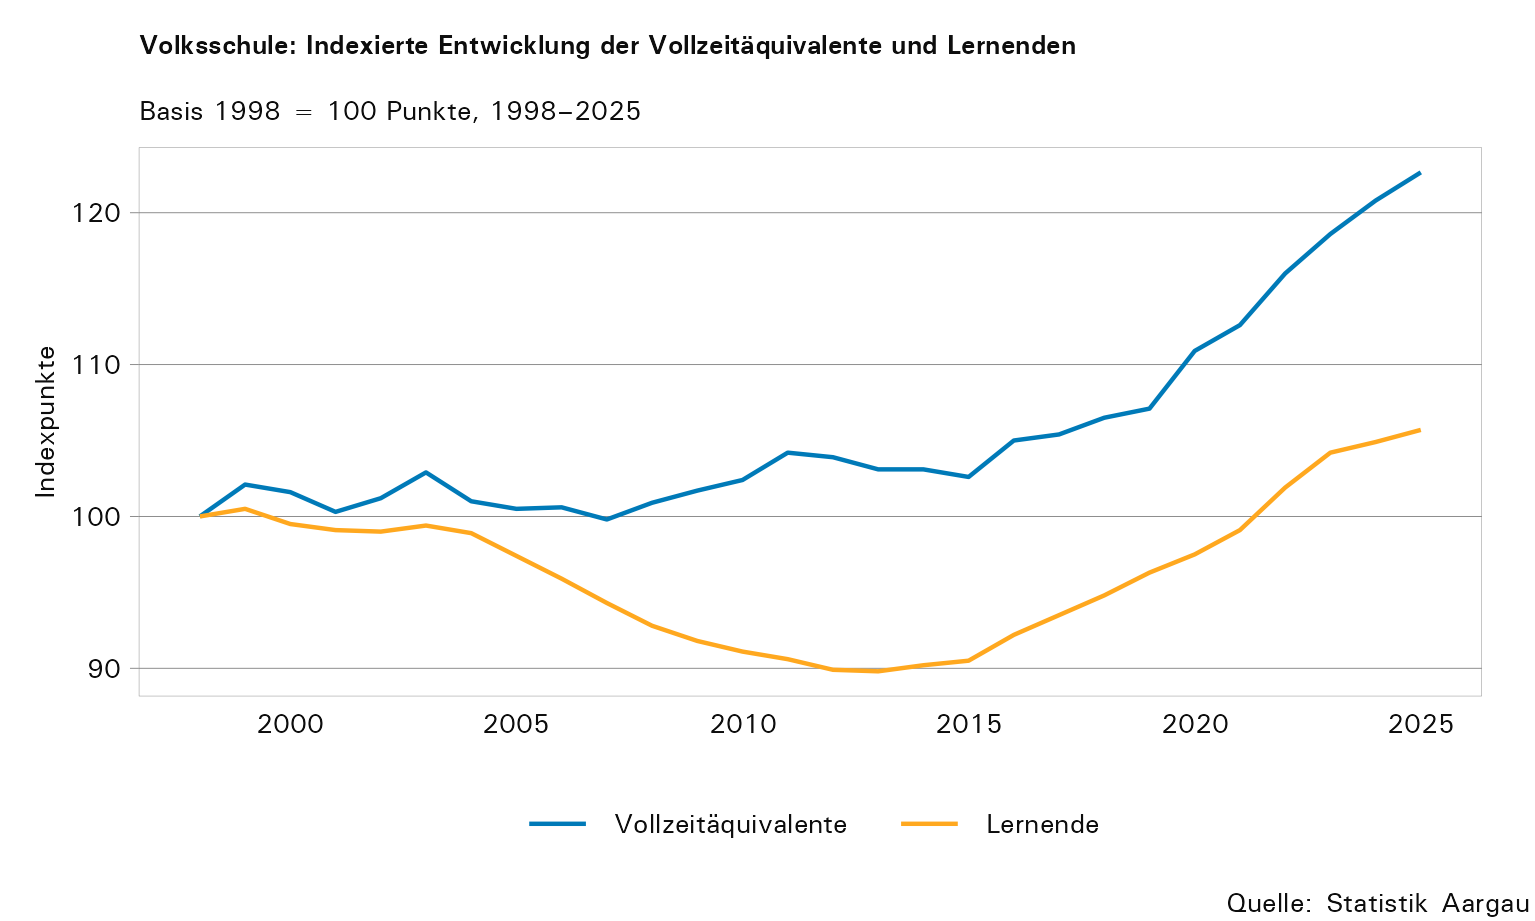 Volksschule: Indexierte Entwicklung der Vollzeitäquivalente und Lernenden
Basis 1998 = 100 Punkte, 1998–2025
Indexpunkte
120
110
100
90
2000 2005 2010 2015 2020 2025
Vollzeitäquivalente Lernende
Quelle: Statistik Aargau